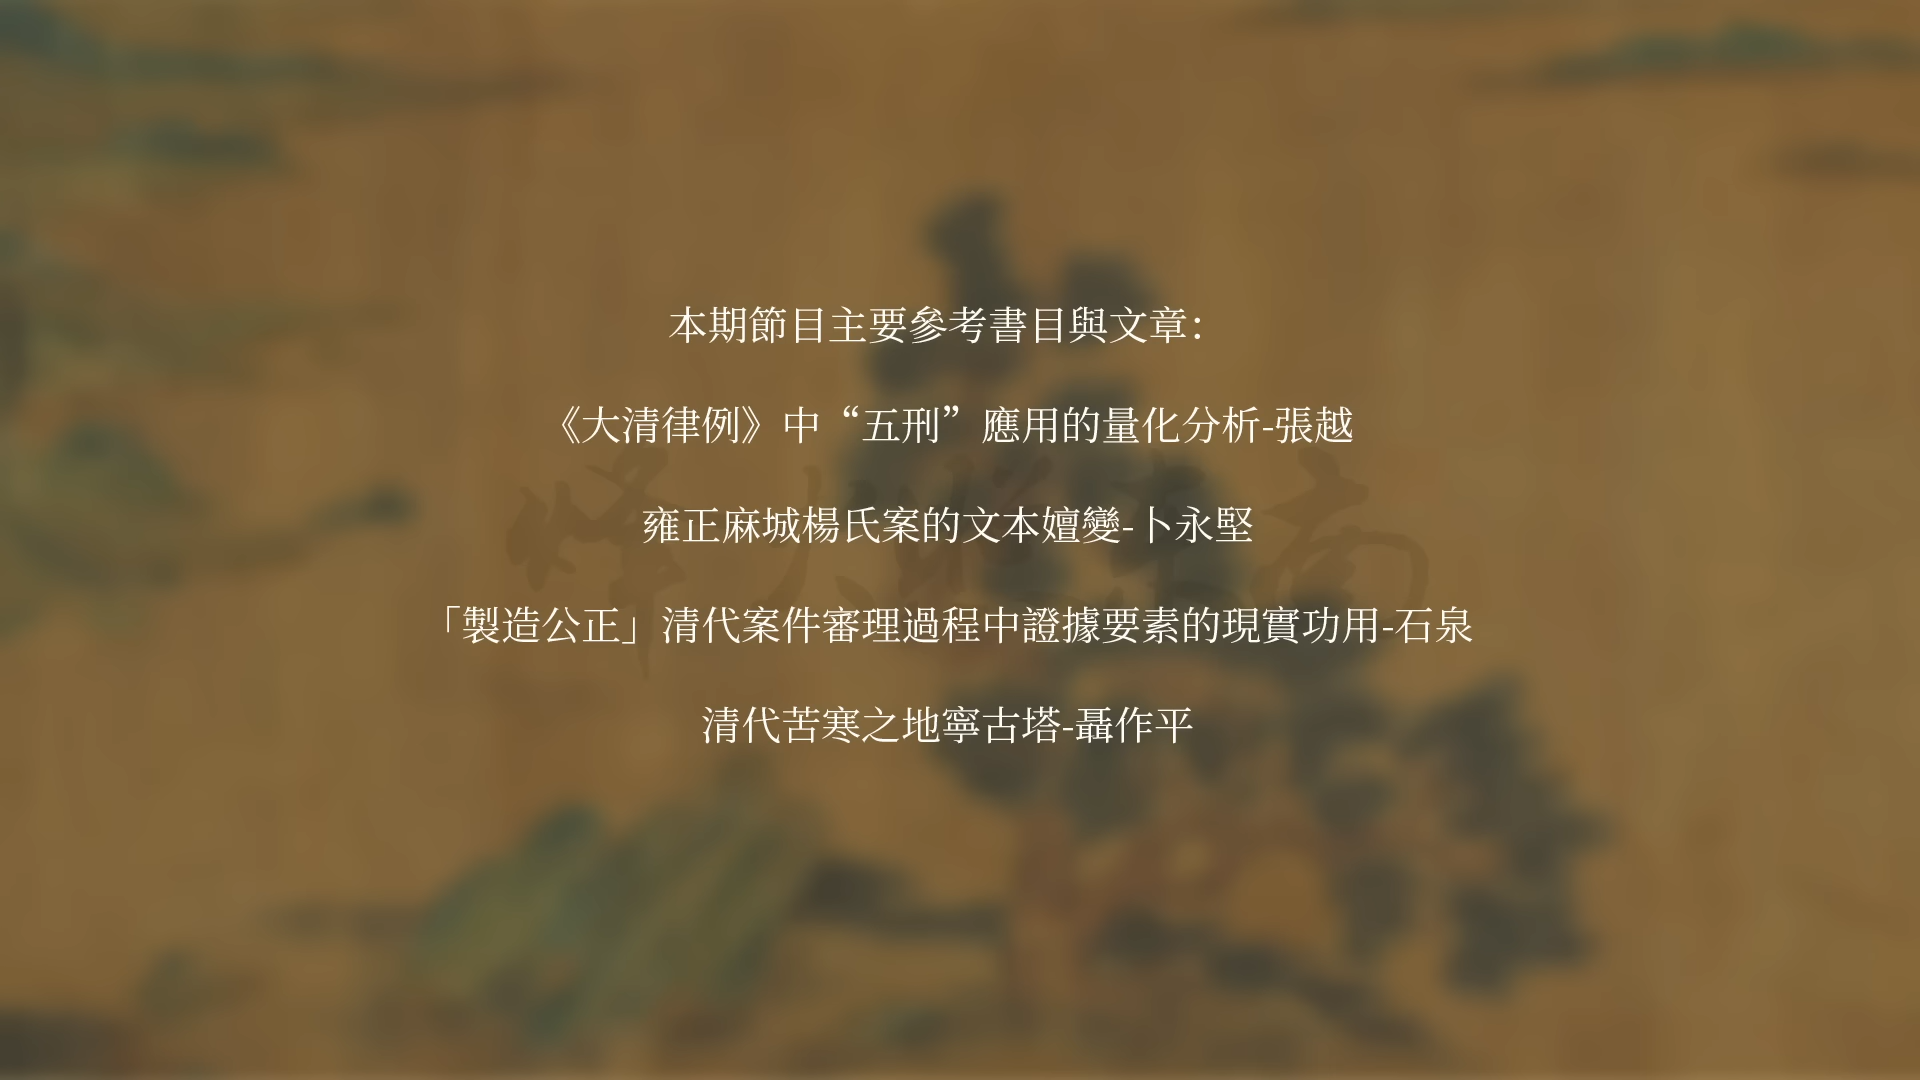 本期節目主要參考書目與文章：
《大清律例》中“五刑”應用的量化分析-張越
雍正麻城楊氏案的文本嬗變-卜永堅
「製造公正」清代案件審理過程中證據要素的現實功用-石泉
清代苦寒之地寧古塔-聶作平